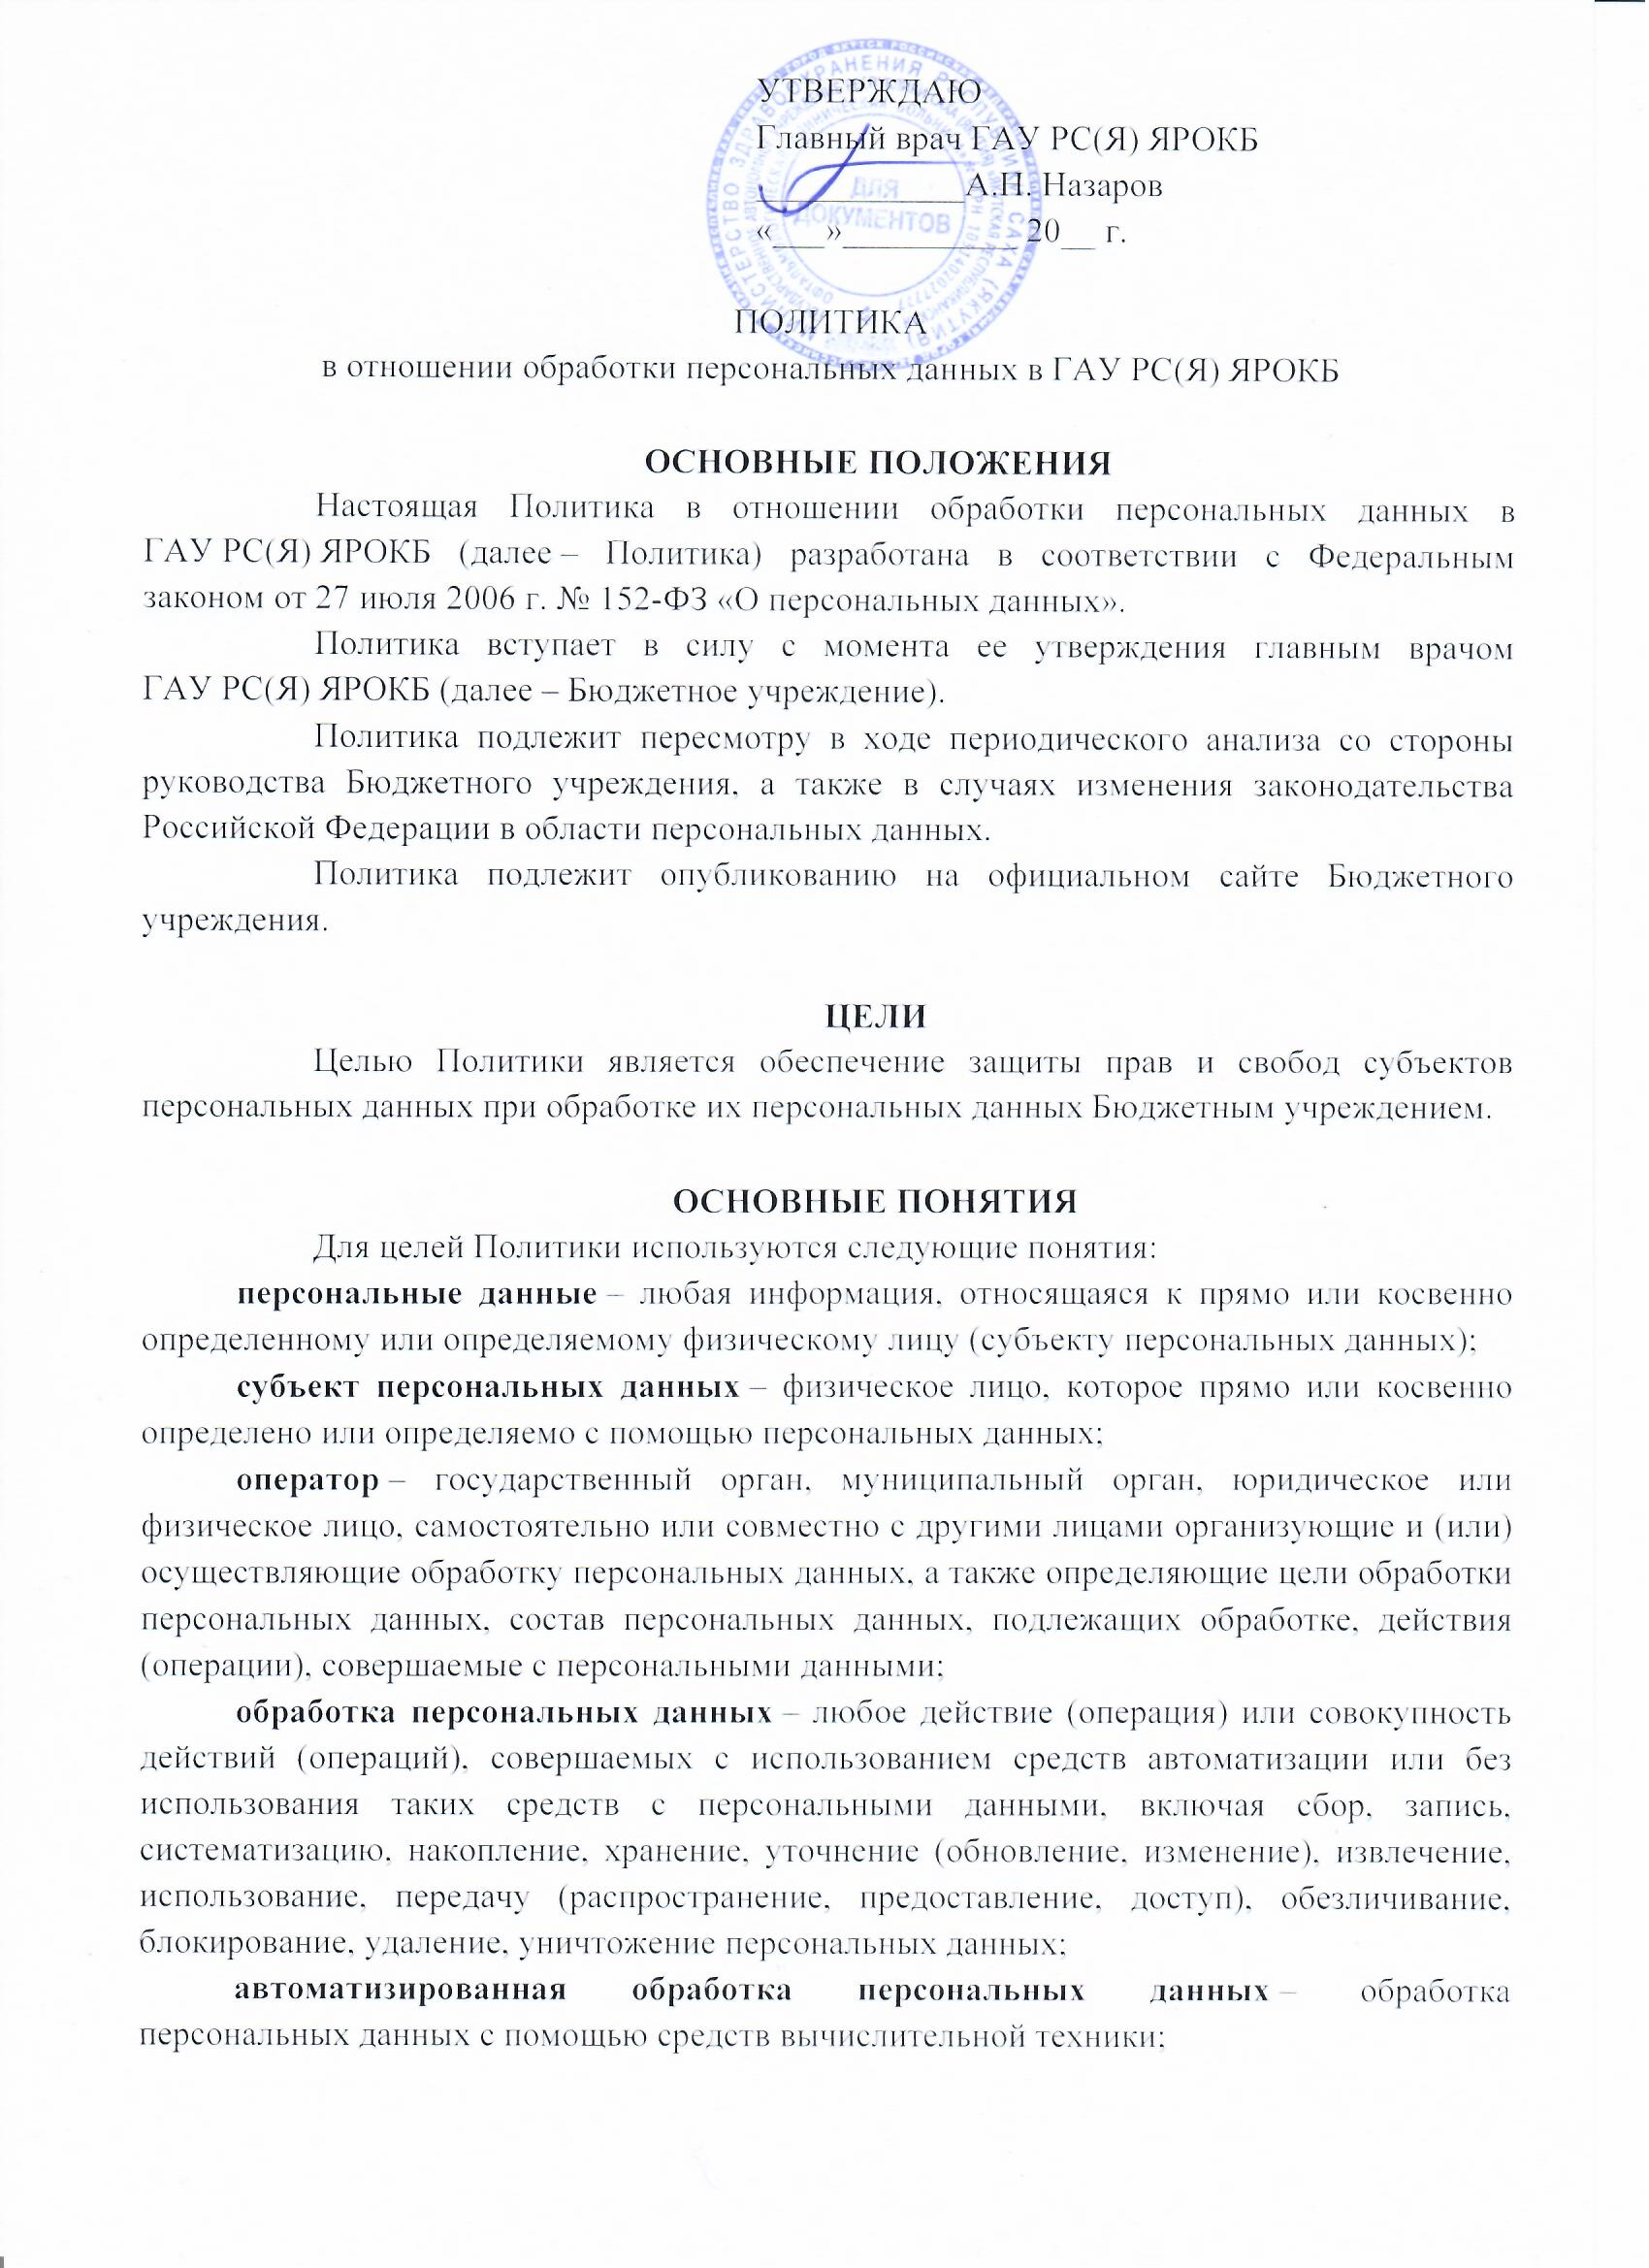 УТВЕРЖДАЮ
Главный врач ГАУ РС(Я) ЯРОКБ
____________А.П. Назаров
«___»__________ 20__ г.
ДЛЯ
ДОКУМЕНТОВ
ПОЛИТИКА
в отношении обработки персональных данных в ГАУ РС(Я) ЯРОКБ
ОСНОВНЫЕ ПОЛОЖЕНИЯ
Настоящая Политика в отношении обработки персональных данных в
ГАУ РС(Я) ЯРОКБ (далее – Политика) разработана в соответствии с Федеральным
законом от 27 июля 2006 г. № 152-ФЗ «О персональных данных».
Политика вступает в силу с момента ее утверждения главным врачом
ГАУ РС(Я) ЯРОКБ (далее – Бюджетное учреждение).
Политика подлежит пересмотру в ходе периодического анализа со стороны
руководства Бюджетного учреждения, а также в случаях изменения законодательства
Российской Федерации в области персональных данных.
Политика подлежит опубликованию на официальном сайте Бюджетного
учреждения.
ЦЕЛИ
Целью Политики является обеспечение защиты прав и свобод субъектов
персональных данных при обработке их персональных данных Бюджетным учреждением.
ОСНОВНЫЕ ПОНЯТИЯ
Для целей Политики используются следующие понятия:
персональные данные – любая информация, относящаяся к прямо или косвенно
определенному или определяемому физическому лицу (субъекту персональных данных);
субъект персональных данных – физическое лицо, которое прямо или косвенно
определено или определяемо с помощью персональных данных;
оператор – государственный орган, муниципальный орган, юридическое или
физическое лицо, самостоятельно или совместно с другими лицами организующие и (или)
осуществляющие обработку персональных данных, а также определяющие цели обработки
персональных данных, состав персональных данных, подлежащих обработке, действия
(операции), совершаемые с персональными данными;
обработка персональных данных – любое действие (операция) или совокупность
действий (операций), совершаемых с использованием средств автоматизации или без
использования таких средств с персональными данными, включая сбор, запись,
систематизацию, накопление, хранение, уточнение (обновление, изменение), извлечение,
использование, передачу (распространение, предоставление, доступ), обезличивание,
блокирование, удаление, уничтожение персональных данных;
автоматизированная обработка персональных данных – обработка
персональных данных с помощью средств вычислительной техники;